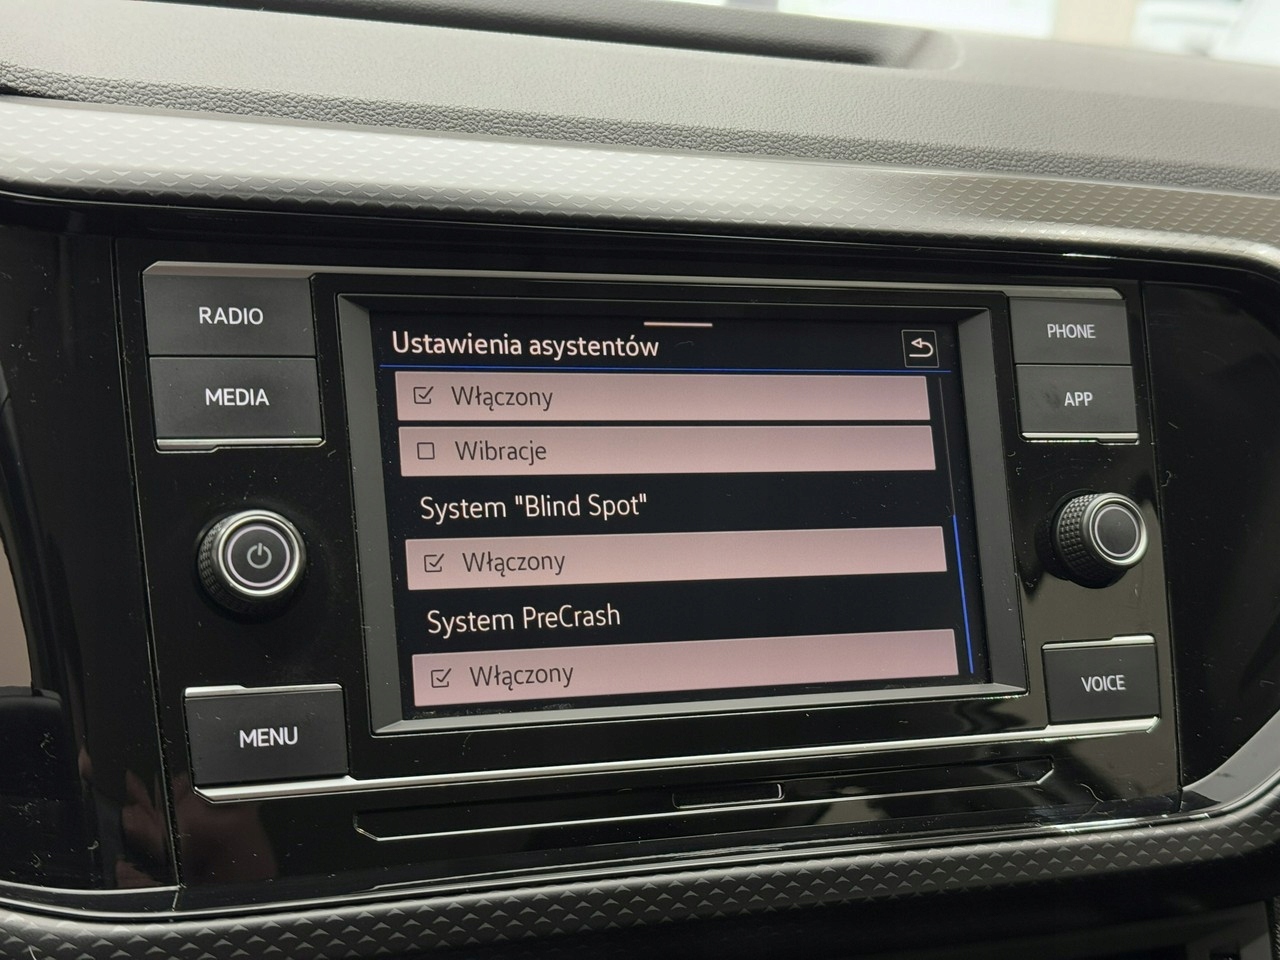 RADIO
MEDIA
MENU
Ustawienia asystentów
Włączony
Wibracje
System "Blind Spot"
Włączony
System PreCrash
Włączony
PHONE
APP
VOICE